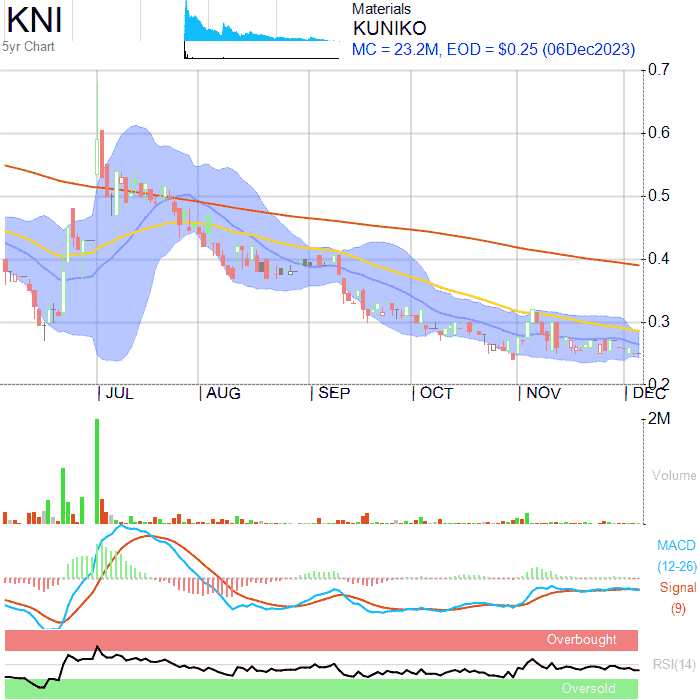 KNI
5yr Chart
Materials
KUNIKO
MC = 23.2M, EOD = $0.25 (06Dec2023)
0.7
0.6
0.5
0.4
0.3
0.2
JUL
AUG
SEP
OCT
NOV
DEC
2M
Volume
MACD
(12-26)
Signal
(9)
Overbought
RSI(14)
Oversold